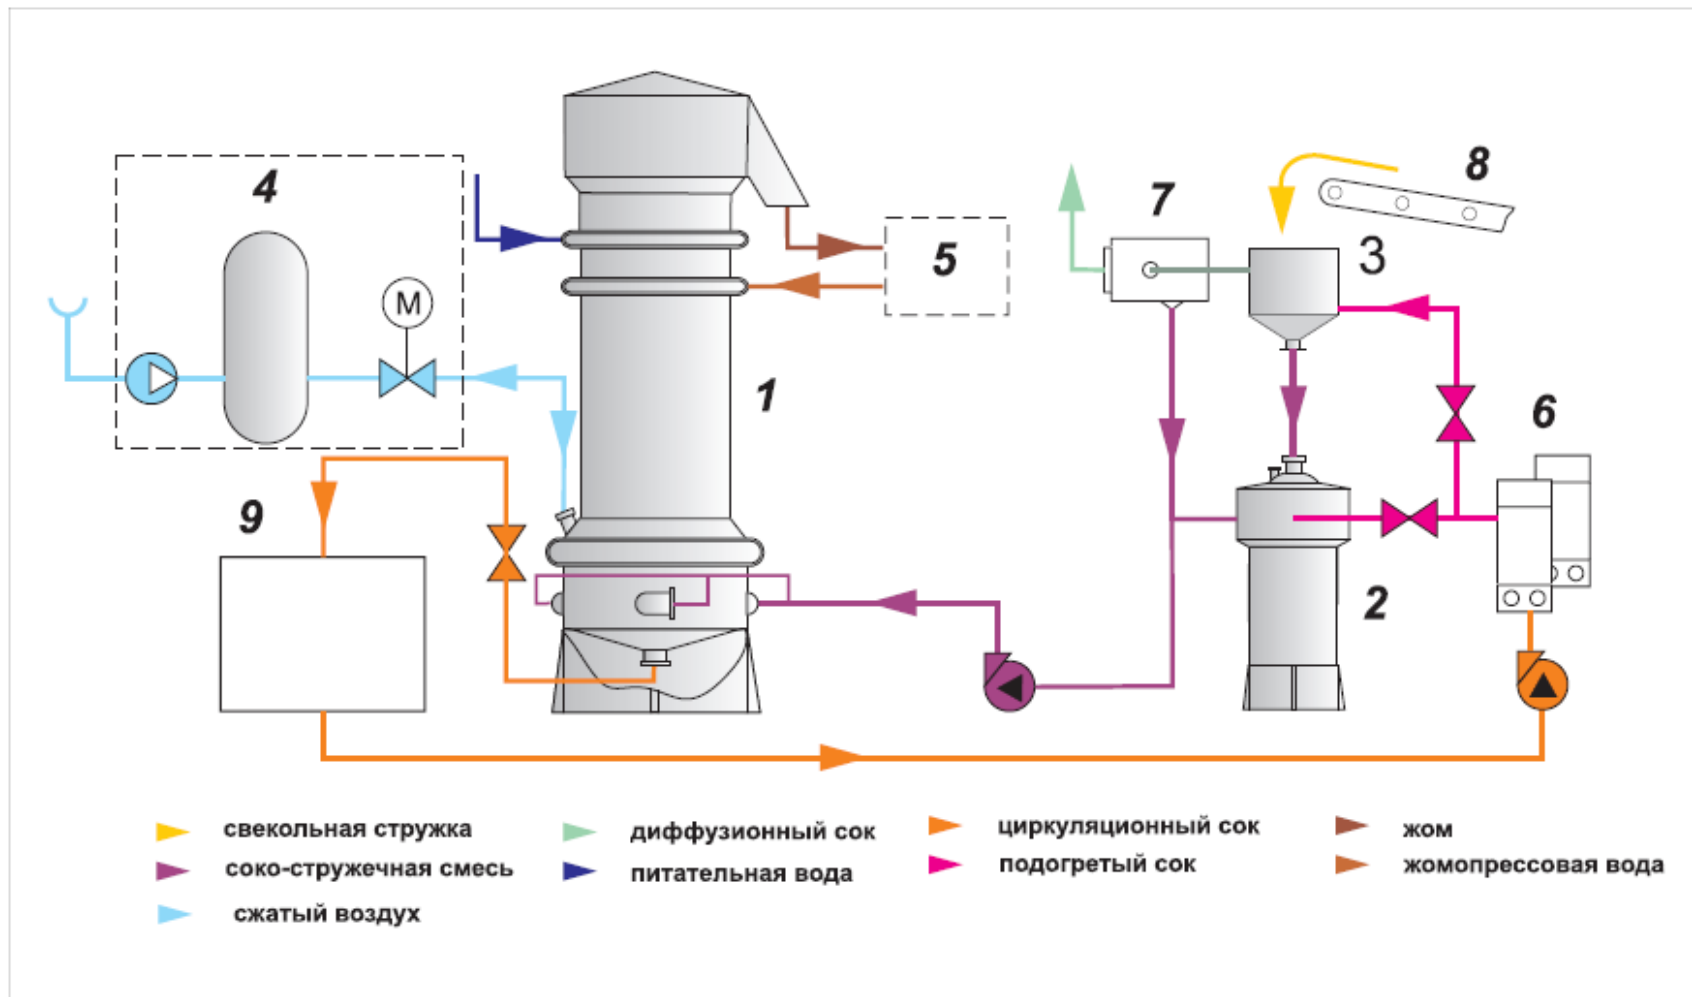 8
4
7
3
5
M
1
6
9
2
свекольная стружка
диффузионный сок
циркуляционный сок
жом
соко-стружечная смесь
питательная вода
подогретый сок
жомопрессовая вода
сжатый воздух